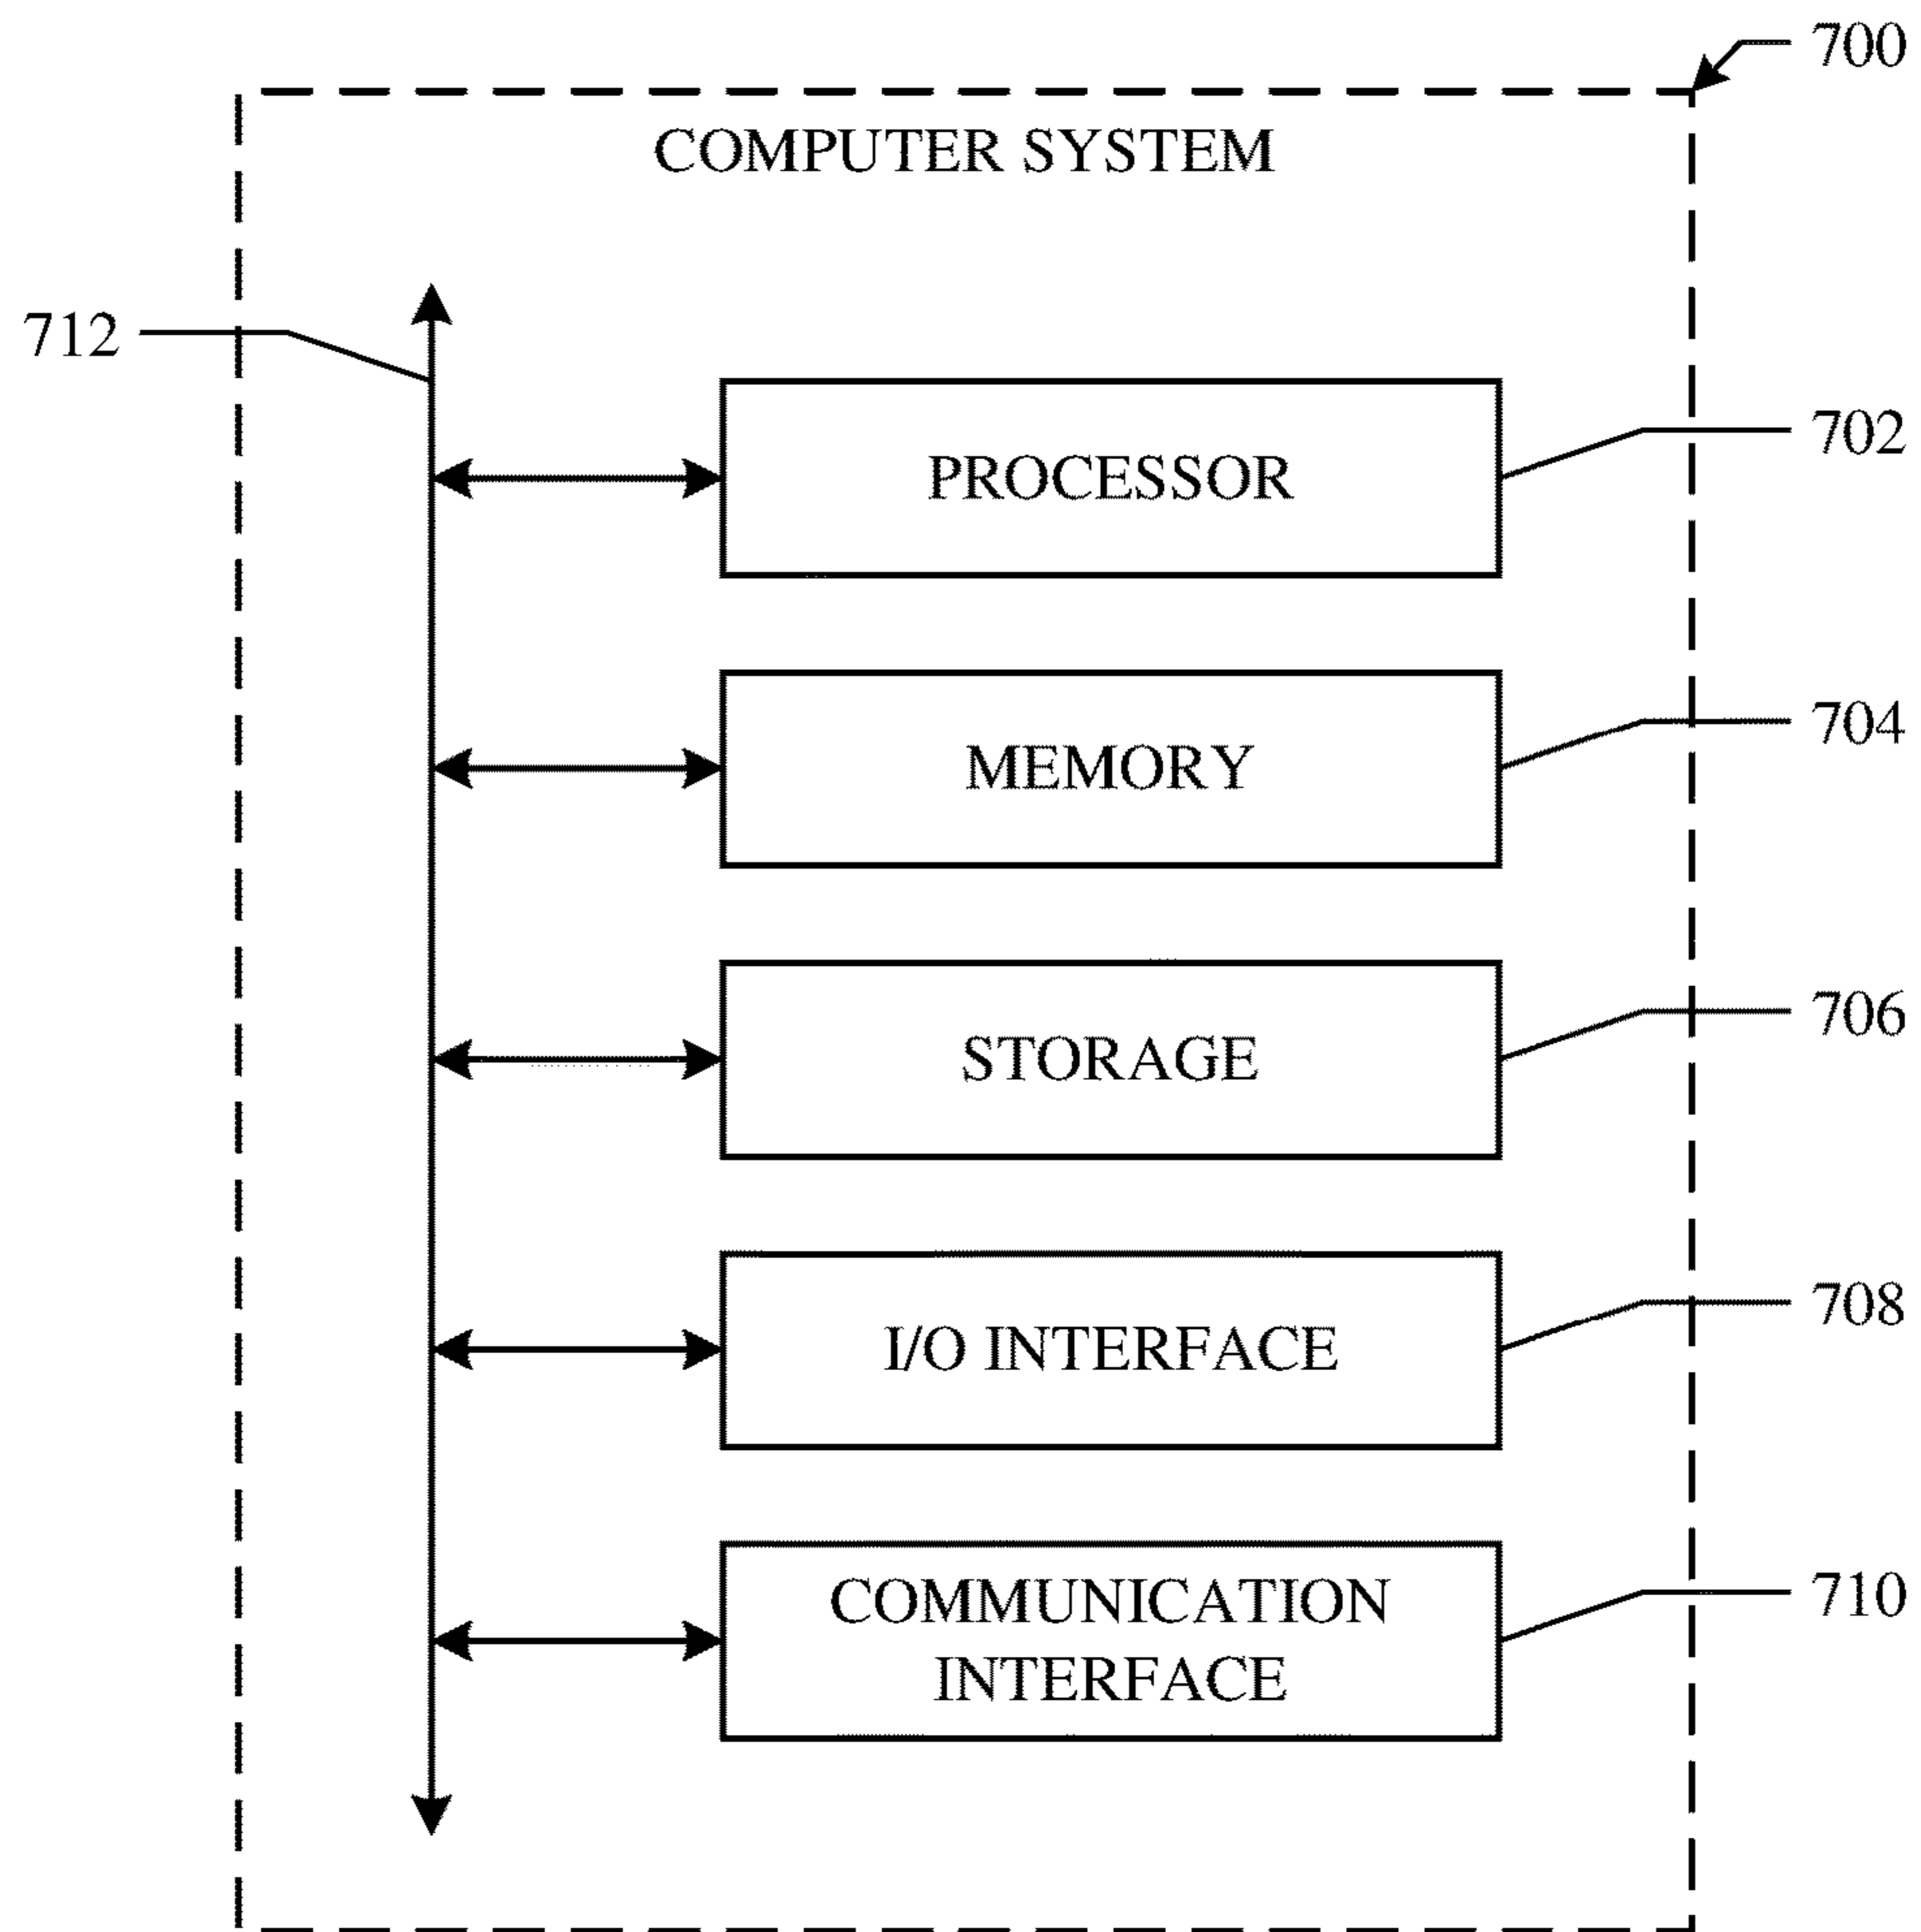 700
COMPUTER SYSTEM
712
PROCESSOR
702
MEMORY
704
STORAGE
706
I/O INTERFACE
708
COMMUNICATION
INTERFACE
710